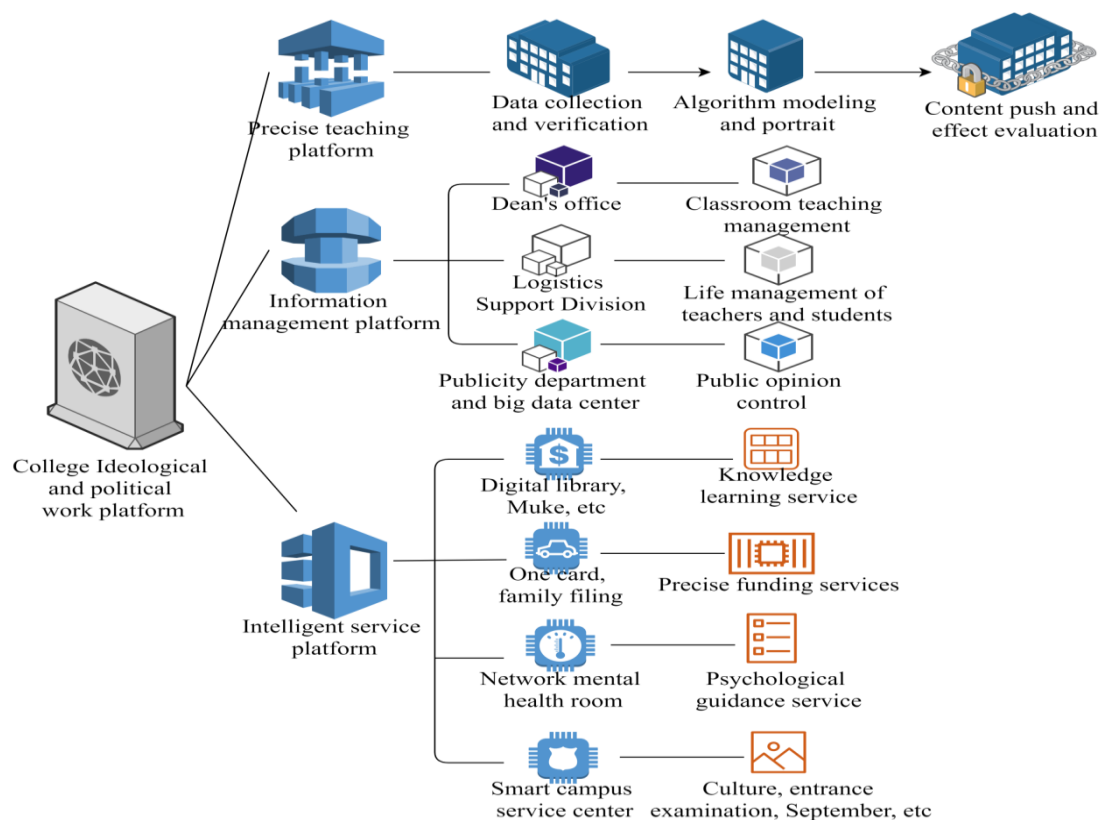 Precise teaching
platform
Data collection
and verification
Algorithm modeling
and portrait
Content push and
effect evaluation
Dean's office
Classroom teaching
management
Information
management platform
Logistics
Support Division
Life management of
teachers and students
Publicity department
and big data center
Public opinion
control
College Ideological
and political
work platform
Digital library,
Muke, etc
Knowledge
learning service
One card,
family filing
Precise funding services
Intelligent service
platform
Network mental
health room
Psychological
guidance service
Smart campus
service center
Culture, entrance
examination, September, etc